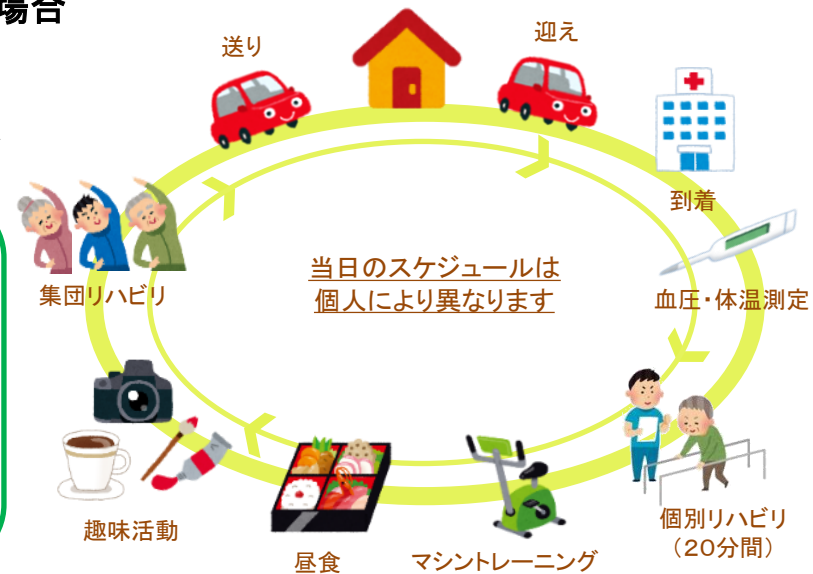 場合
送り
迎え
到着
血圧・体温測定
個別リハビリ
（20分間）
マシントレーニング
昼食
趣味活動
集団リハビリ
当日のスケジュールは
個人により異なります